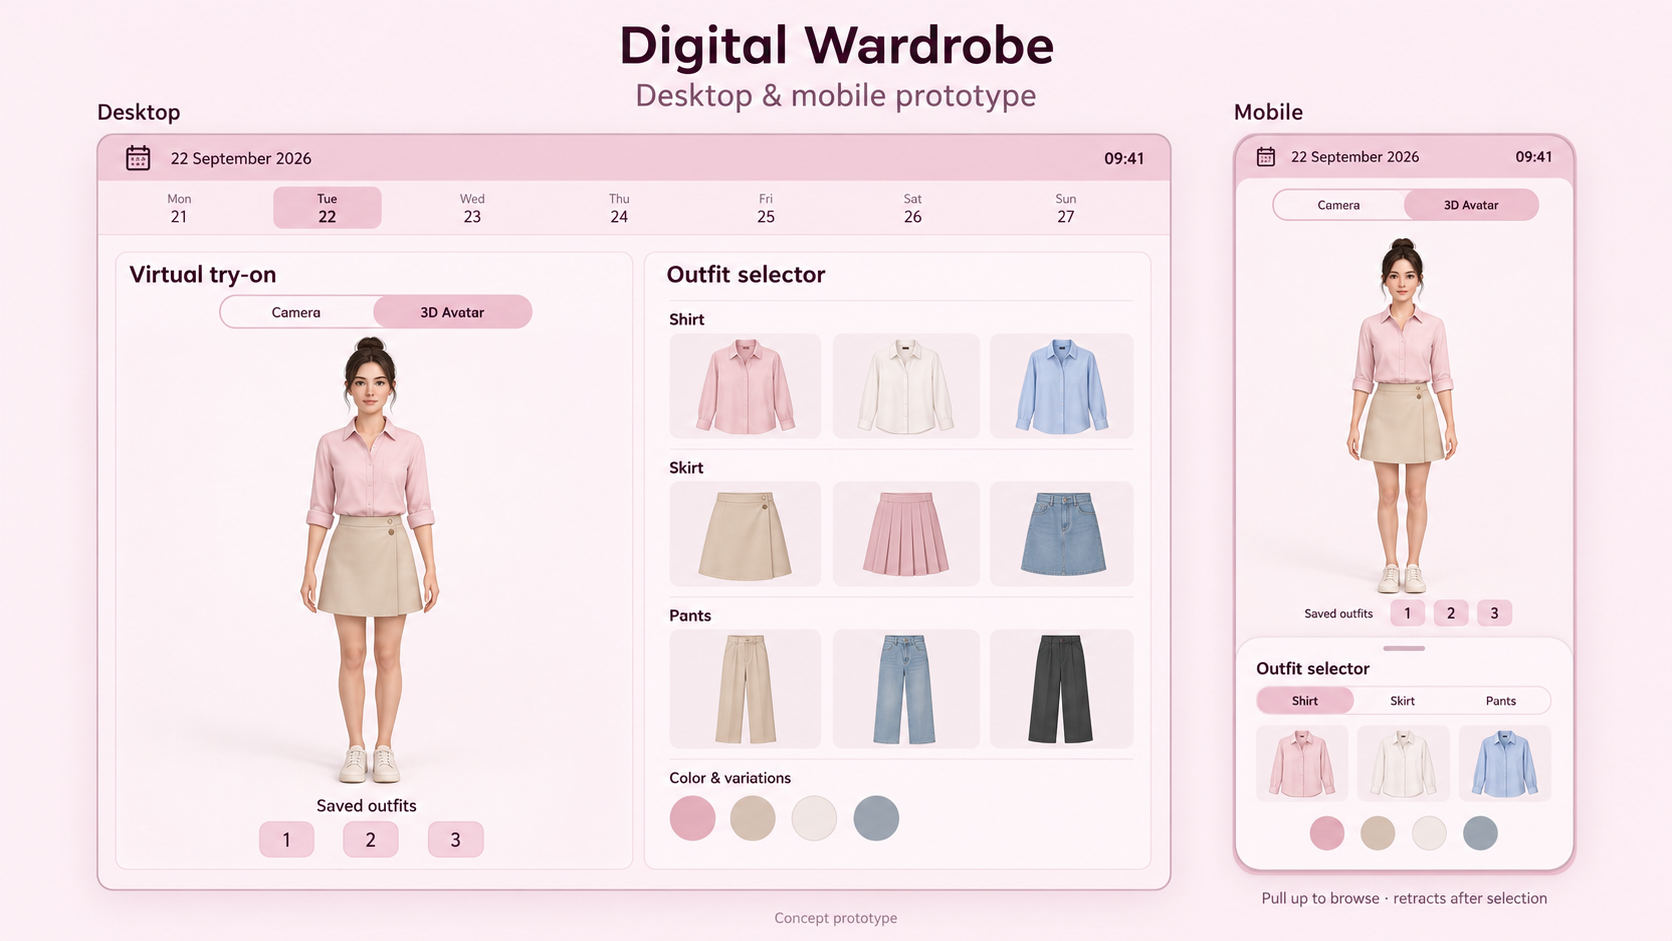 Digital Wardrobe
Desktop & mobile prototype
Desktop
22 September 2026 09:41
Mon Tue Wed Thu Fri Sat Sun
21 22 23 24 25 26 27
Virtual try-on
Camera 3D Avatar
Saved outfits
1 2 3
Outfit selector
Shirt
Skirt
Pants
Color & variations
Mobile
22 September 2026 09:41
Camera 3D Avatar
Saved outfits 1 2 3
Outfit selector
Shirt Skirt Pants
Pull up to browse · retracts after selection
Concept prototype